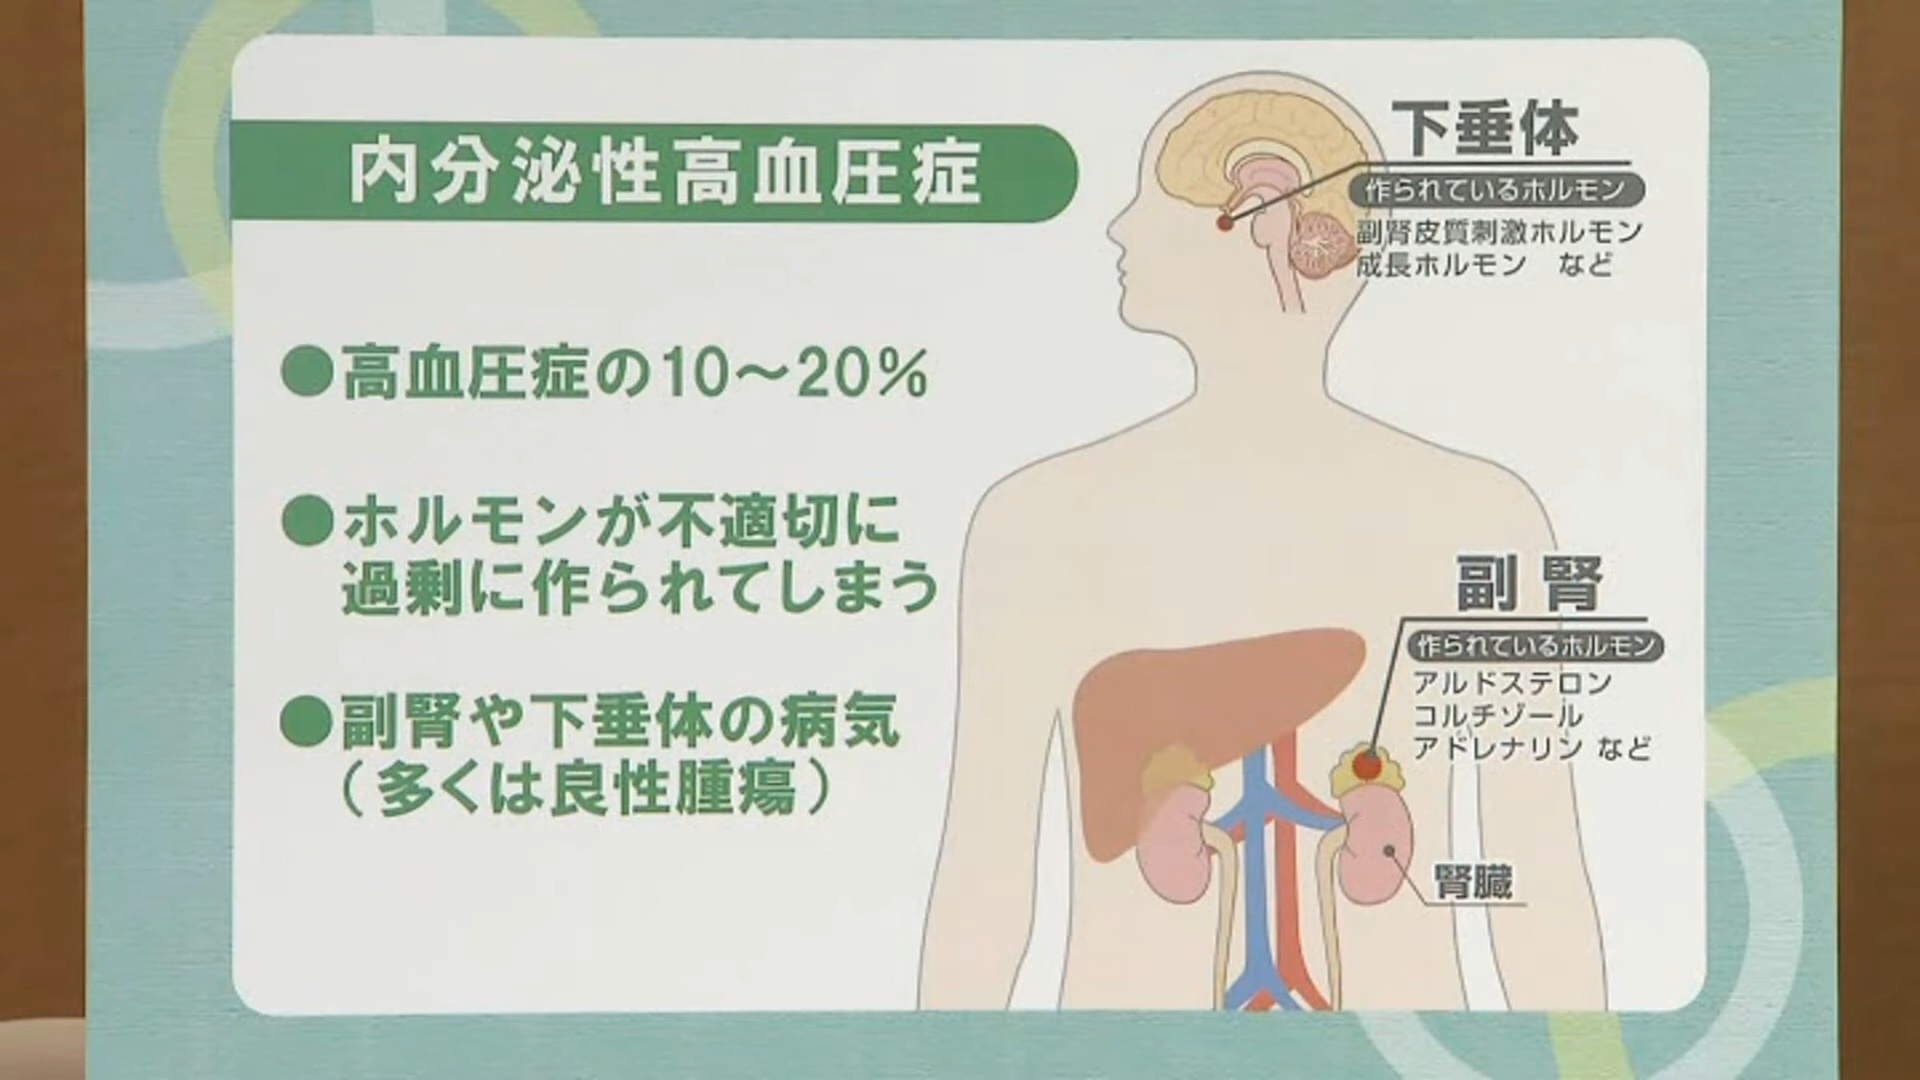 内分泌性高血圧症
●高血圧症の10～20%
●ホルモンが不適切に
過剰に作られてしまう
●副腎や下垂体の病気
（多くは良性腫瘍）
下垂体
作られているホルモン
副腎皮質刺激ホルモン
成長ホルモン　など
副腎
作られているホルモン
アルドステロン
コルチゾール
アドレナリン など
腎臓